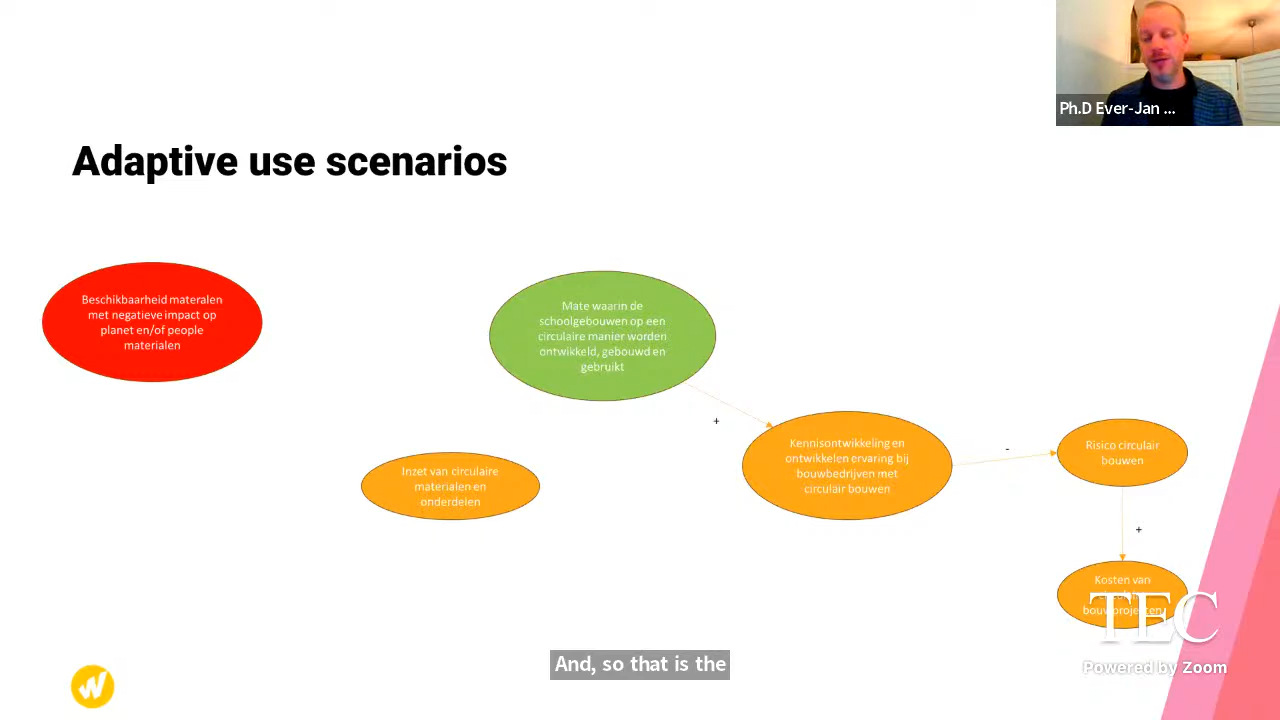 Ph.D Ever-Jan ...
Adaptive use scenarios
Beschikbaarheid materalen
met negatieve impact op
planet en/of people
materialen
Mate waarin de
schoolgebouwen op een
circulaire manier worden
ontwikkeld, gebouwd en
gebruikt
+
Kennisontwikkeling en
ontwikkelen ervaring bij
bouwbedrijven met
circulair bouwen
-
Risico circulair
bouwen
Inzet van circulaire
materialen en
onderdelen
+
Kosten van
bouwprojecten
TEC
Powered by Zoom
And, so that is the
W